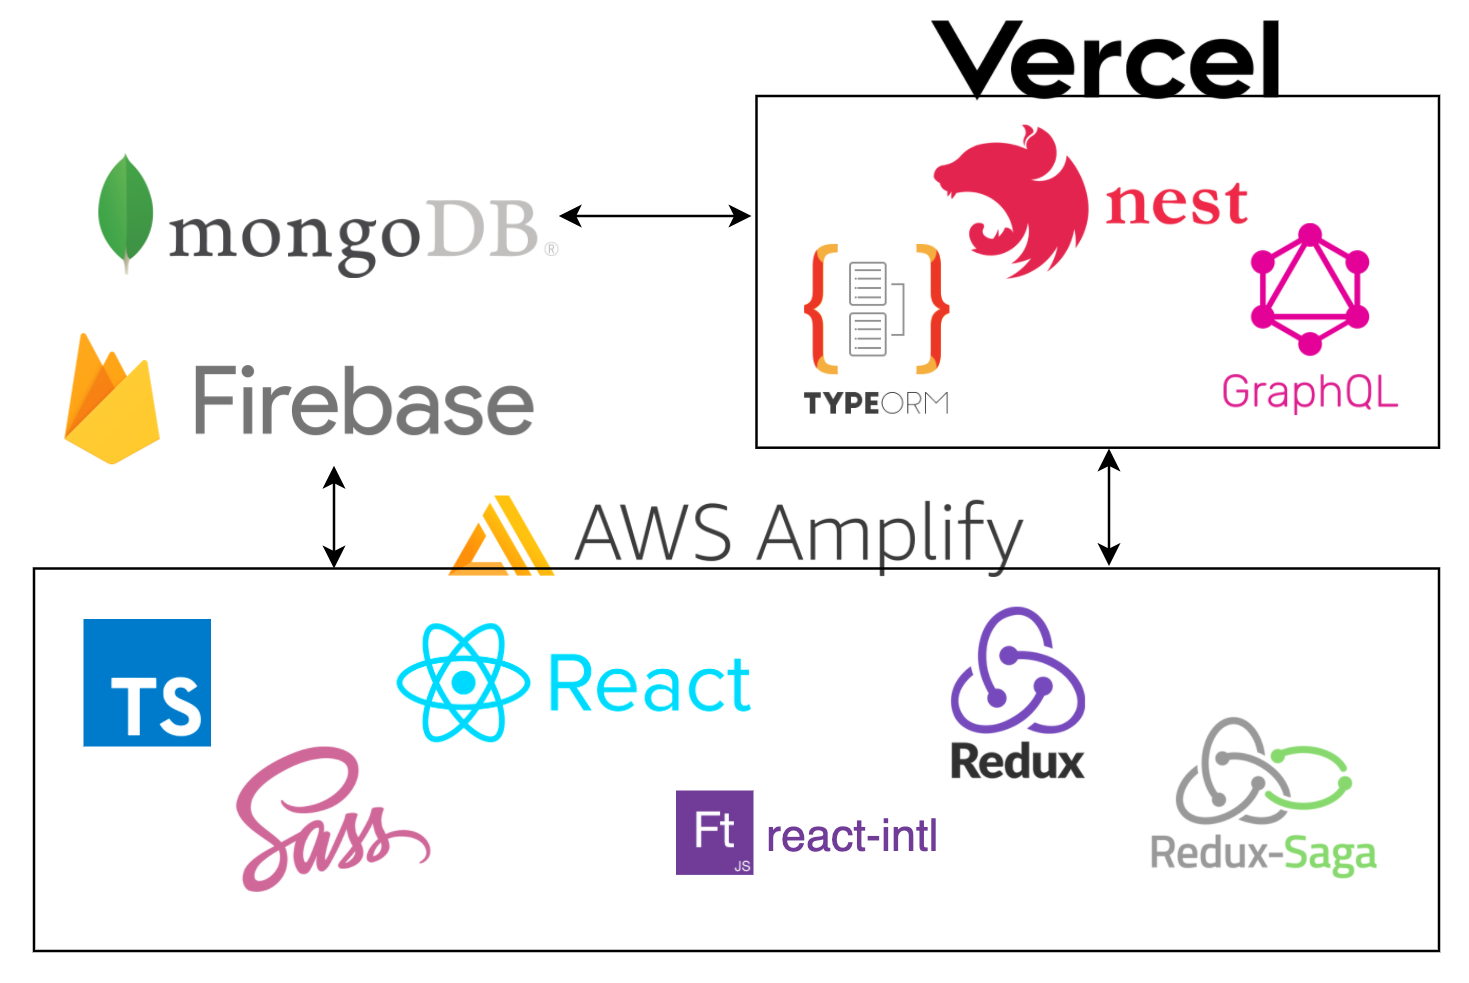 Vercel
nest
mongoDB®
TYPEORM
GraphQL
Firebase
AWS Amplify
TS
React
Redux
Sass
Ft
JS
react-intl
Redux-Saga